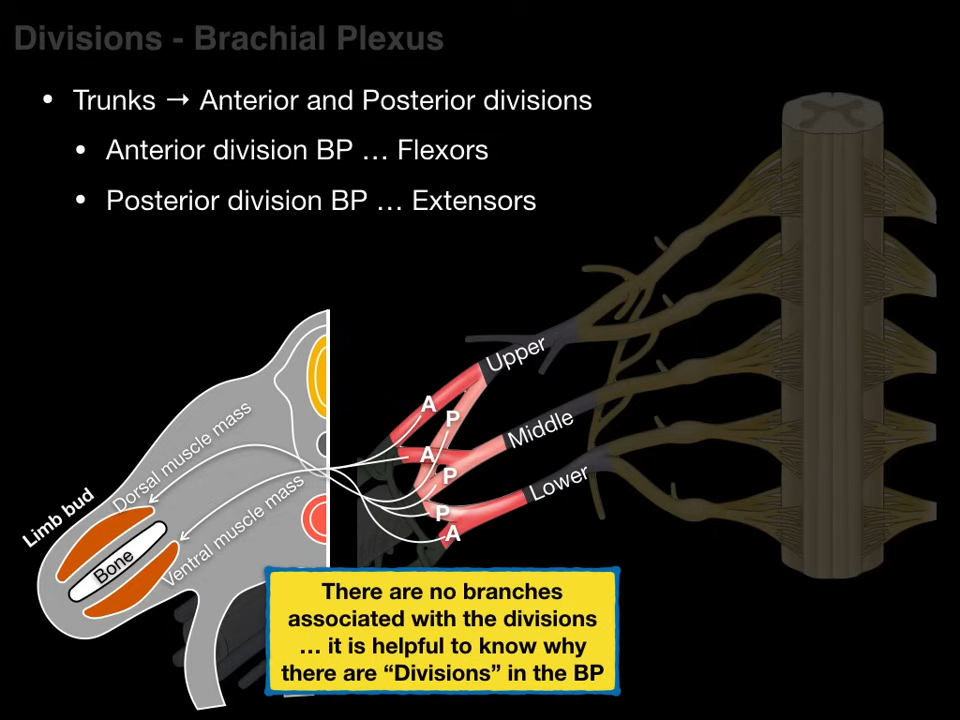 Divisions - Brachial Plexus
• Trunks → Anterior and Posterior divisions
• Anterior division BP … Flexors
• Posterior division BP … Extensors
Upper
A
P
Middle
A
P
Lower
P
A
Dorsal muscle mass
Ventral muscle mass
Limb bud
Bone
There are no branches
associated with the divisions
… it is helpful to know why
there are “Divisions” in the BP